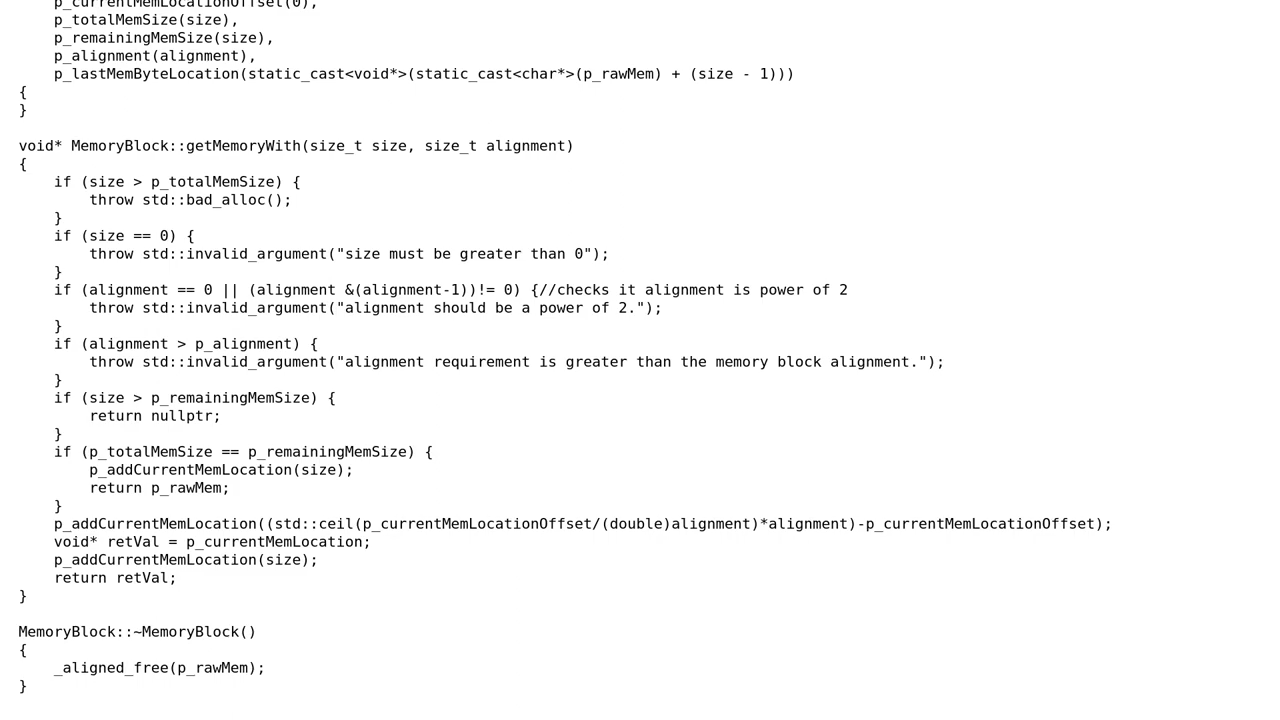 p_currentMemLocationOffset(0),
p_totalMemSize(size),
p_remainingMemSize(size),
p_alignment(alignment),
p_lastMemByteLocation(static_cast<void*>(static_cast<char*>(p_rawMem) + (size - 1)))
{
}
void* MemoryBlock::getMemoryWith(size_t size, size_t alignment)
{
if (size > p_totalMemSize) {
throw std::bad_alloc();
}
if (size == 0) {
throw std::invalid_argument("size must be greater than 0");
}
if (alignment == 0 || (alignment &(alignment-1))!= 0) {//checks it alignment is power of 2
throw std::invalid_argument("alignment should be a power of 2.");
}
if (alignment > p_alignment) {
throw std::invalid_argument("alignment requirement is greater than the memory block alignment.");
}
if (size > p_remainingMemSize) {
return nullptr;
}
if (p_totalMemSize == p_remainingMemSize) {
p_addCurrentMemLocation(size);
return p_rawMem;
}
p_addCurrentMemLocation((std::ceil(p_currentMemLocationOffset/(double)alignment)*alignment)-p_currentMemLocationOffset);
void* retVal = p_currentMemLocation;
p_addCurrentMemLocation(size);
return retVal;
}
MemoryBlock::~MemoryBlock()
{
_aligned_free(p_rawMem);
}